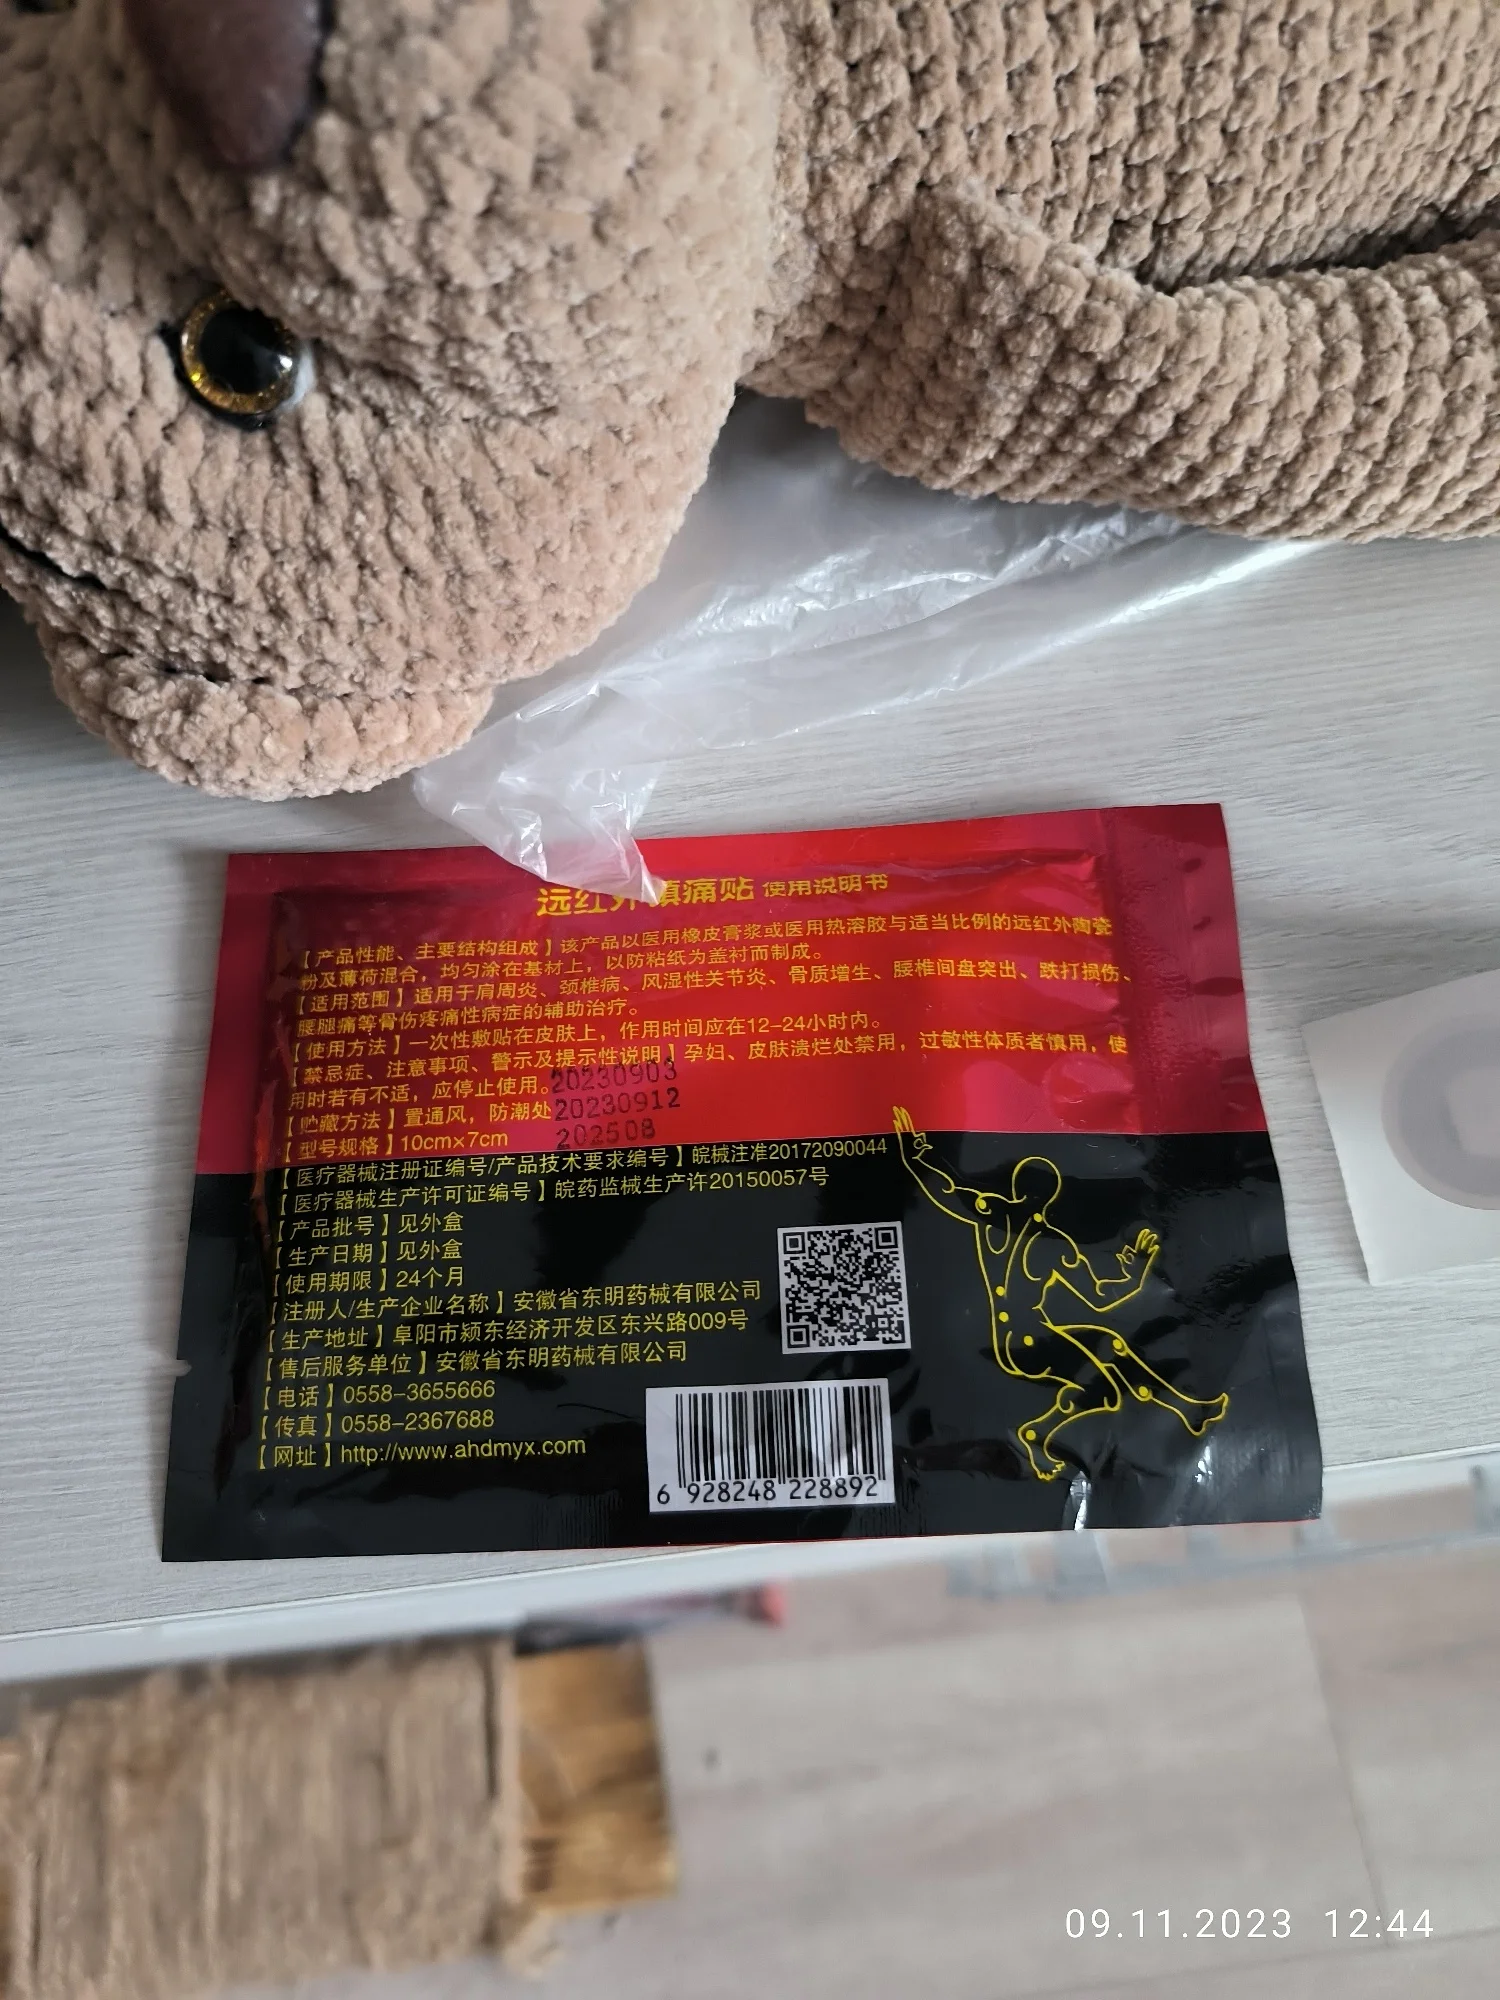 远红外镇痛贴 使用说明书
【产品性能、主要结构组成】该产品以医用橡皮膏浆或医用热溶胶与适当比例的远红外陶瓷
粉及薄荷混合，均匀涂在基材上，以防粘纸为盖衬而制成。
【适用范围】适用于肩周炎、颈椎病、风湿性关节炎、骨质增生、腰椎间盘突出、跌打损伤、
腰腿痛等骨伤疼痛性病症的辅助治疗。
【使用方法】一次性敷贴在皮肤上，作用时间应在12-24小时内。
【禁忌症、注意事项、警示及提示性说明】孕妇、皮肤溃烂处禁用，过敏性体质者慎用，使
用时若有不适，应停止使用。20230903
【贮藏方法】置通风，防潮处20230912
【型号规格】10cm×7cm 202508
【医疗器械注册证编号/产品技术要求编号】皖械注准20172090044
【医疗器械生产许可证编号】皖药监械生产许20150057号
【产品批号】见外盒
【生产日期】见外盒
【使用期限】24个月
【注册人/生产企业名称】安徽省东明药械有限公司
【生产地址】阜阳市颍东经济开发区东兴路009号
【售后服务单位】安徽省东明药械有限公司
【电话】0558-3655666
【传真】0558-2367688
【网址】http://www.ahdmyx.com
6 928248 228892
09.11.2023 12:44